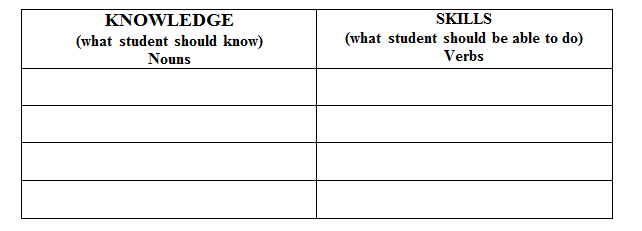 KNOWLEDGE
(what student should know)
Nouns
SKILLS
(what student should be able to do)
Verbs